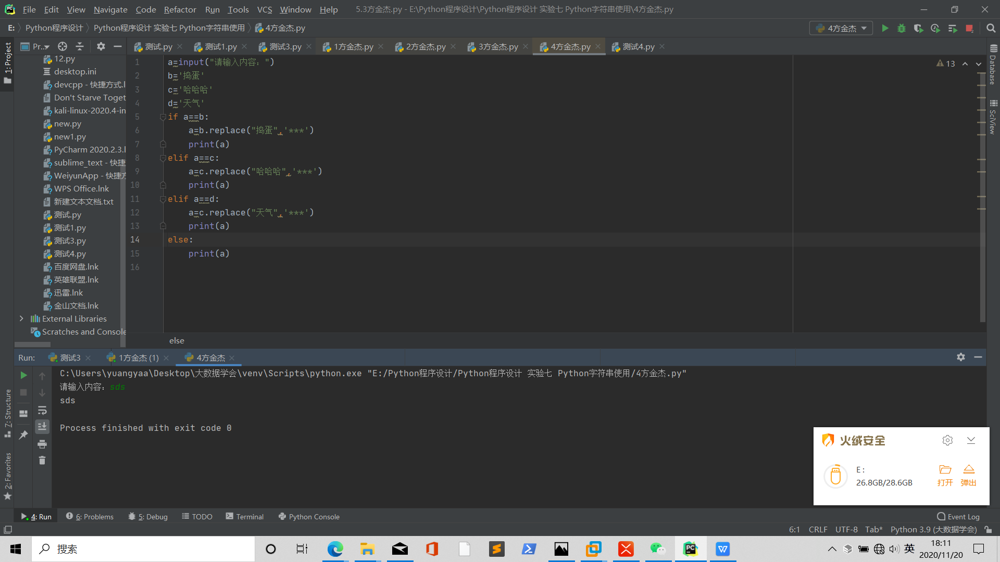 File Edit View Navigate Code Refactor Run Tools VCS Window Help 5.3方金杰.py - E:\Python程序设计\Python程序设计 实验七 Python字符串使用\4方金杰.py
E: Python程序设计 Python程序设计 实验七 Python字符串使用 4方金杰.py 4方金杰
Pr... 测试.py 测试1.py 测试3.py 1方金杰.py 2方金杰.py 3方金杰.py 4方金杰.py 测试4.py
1: Project
12.py
desktop.ini
devcpp - 快捷方式.l
Don't Starve Toget
kali-linux-2020.4-in
new.py
new1.py
PyCharm 2020.2.3.l
sublime_text - 快捷
WeiyunApp - 快捷方
WPS Office.lnk
新建文本文档.txt
测试.py
测试1.py
测试3.py
测试4.py
百度网盘.lnk
英雄联盟.lnk
迅雷.lnk
金山文档.lnk
External Libraries
Scratches and Console
1 a=input("请输入内容：")
2 b='捣蛋'
3 c='哈哈哈'
4 d='天气'
5 if a==b:
6 a=b.replace("捣蛋",'***')
7 print(a)
8 elif a==c:
9 a=c.replace("哈哈哈",'***')
10 print(a)
11 elif a==d:
12 a=c.replace("天气",'***')
13 print(a)
14 else:
15 print(a)
16
13
Database
SciView
else
Run: 测试3 1方金杰 (1) 4方金杰
C:\Users\yuangyaa\Desktop\大数据学会\venv\Scripts\python.exe "E:/Python程序设计/Python程序设计 实验七 Python字符串使用/4方金杰.py"
请输入内容：sds
sds
Process finished with exit code 0
7: Structure
2: Favorites
火绒安全
E:
26.8GB/28.6GB
打开 弹出
4: Run 6: Problems 5: Debug TODO Terminal Python Console Event Log
6:1 CRLF UTF-8 Tab* Python 3.9 (大数据学会)
搜索
英
18:11
2020/11/20